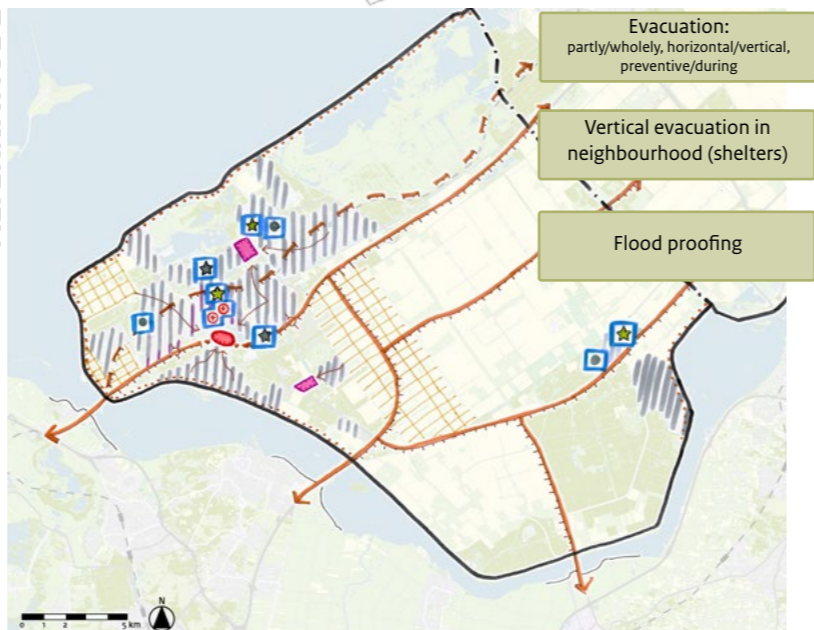 Evacuation:
partly/wholely, horizontal/vertical,
preventive/during
Vertical evacuation in
neighbourhood (shelters)
Flood proofing
N
0 1 2 5 km